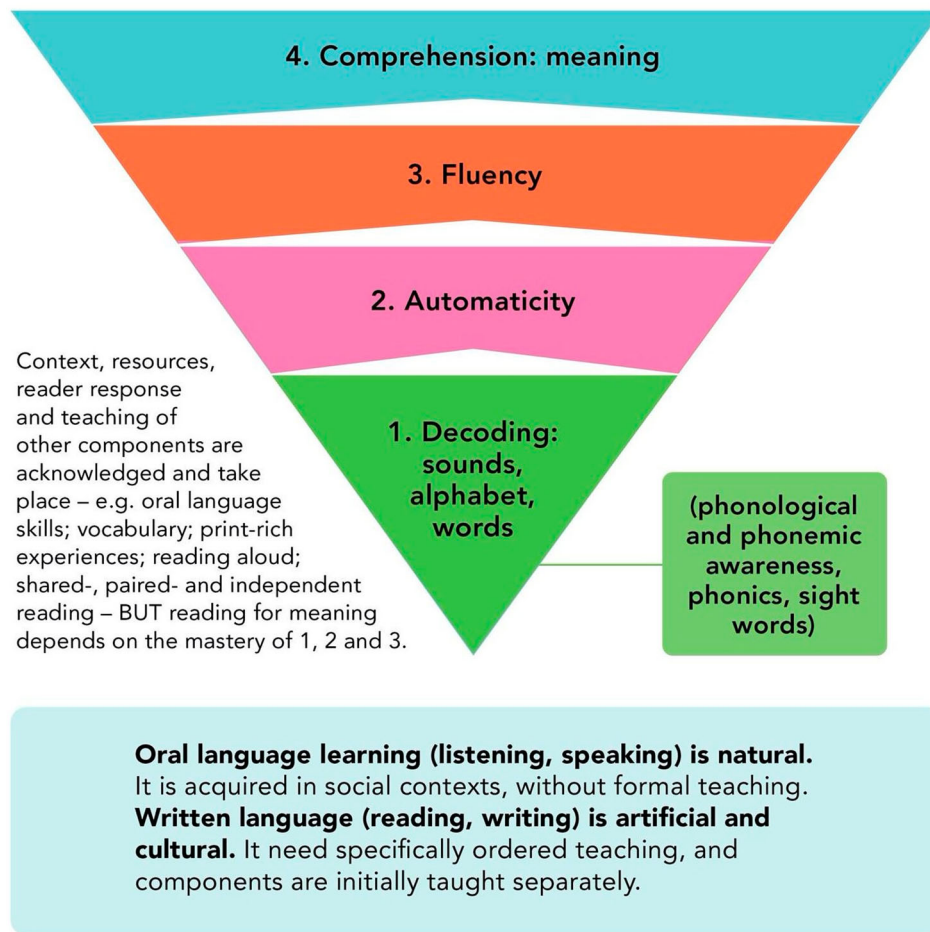 4. Comprehension: meaning
3. Fluency
2. Automaticity
1. Decoding:
sounds,
alphabet,
words
Context, resources,
reader response
and teaching of
other components are
acknowledged and take
place – e.g. oral language
skills; vocabulary; print-rich
experiences; reading aloud;
shared-, paired- and independent
reading – BUT reading for meaning
depends on the mastery of 1, 2 and 3.
(phonological
and phonemic
awareness,
phonics, sight
words)
Oral language learning (listening, speaking) is natural.
It is acquired in social contexts, without formal teaching.
Written language (reading, writing) is artificial and
cultural. It need specifically ordered teaching, and
components are initially taught separately.